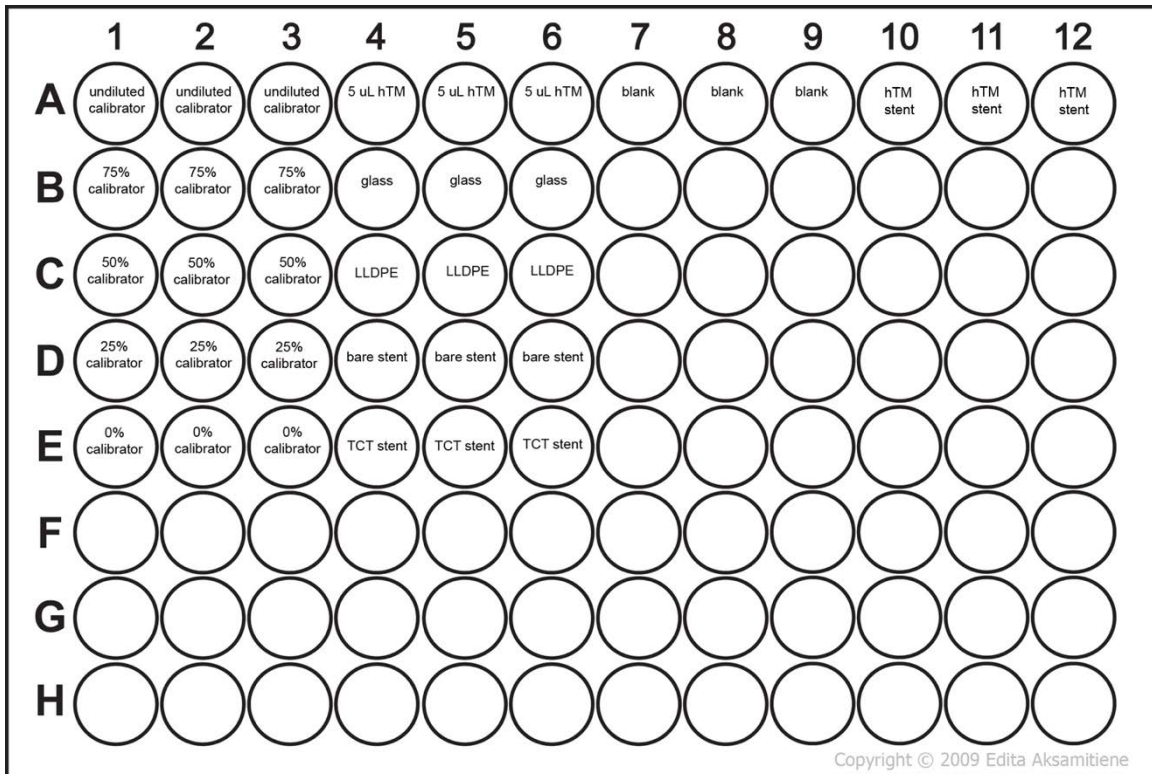 1 2 3 4 5 6 7 8 9 10 11 12
A undiluted calibrator undiluted calibrator undiluted calibrator 5 uL hTM 5 uL hTM 5 uL hTM blank blank blank hTM stent hTM stent hTM stent
B 75% calibrator 75% calibrator 75% calibrator glass glass glass
C 50% calibrator 50% calibrator 50% calibrator LLDPE LLDPE LLDPE
D 25% calibrator 25% calibrator 25% calibrator bare stent bare stent bare stent
E 0% calibrator 0% calibrator 0% calibrator TCT stent TCT stent TCT stent
F
G
H
Copyright © 2009 Edita Aksamitiene